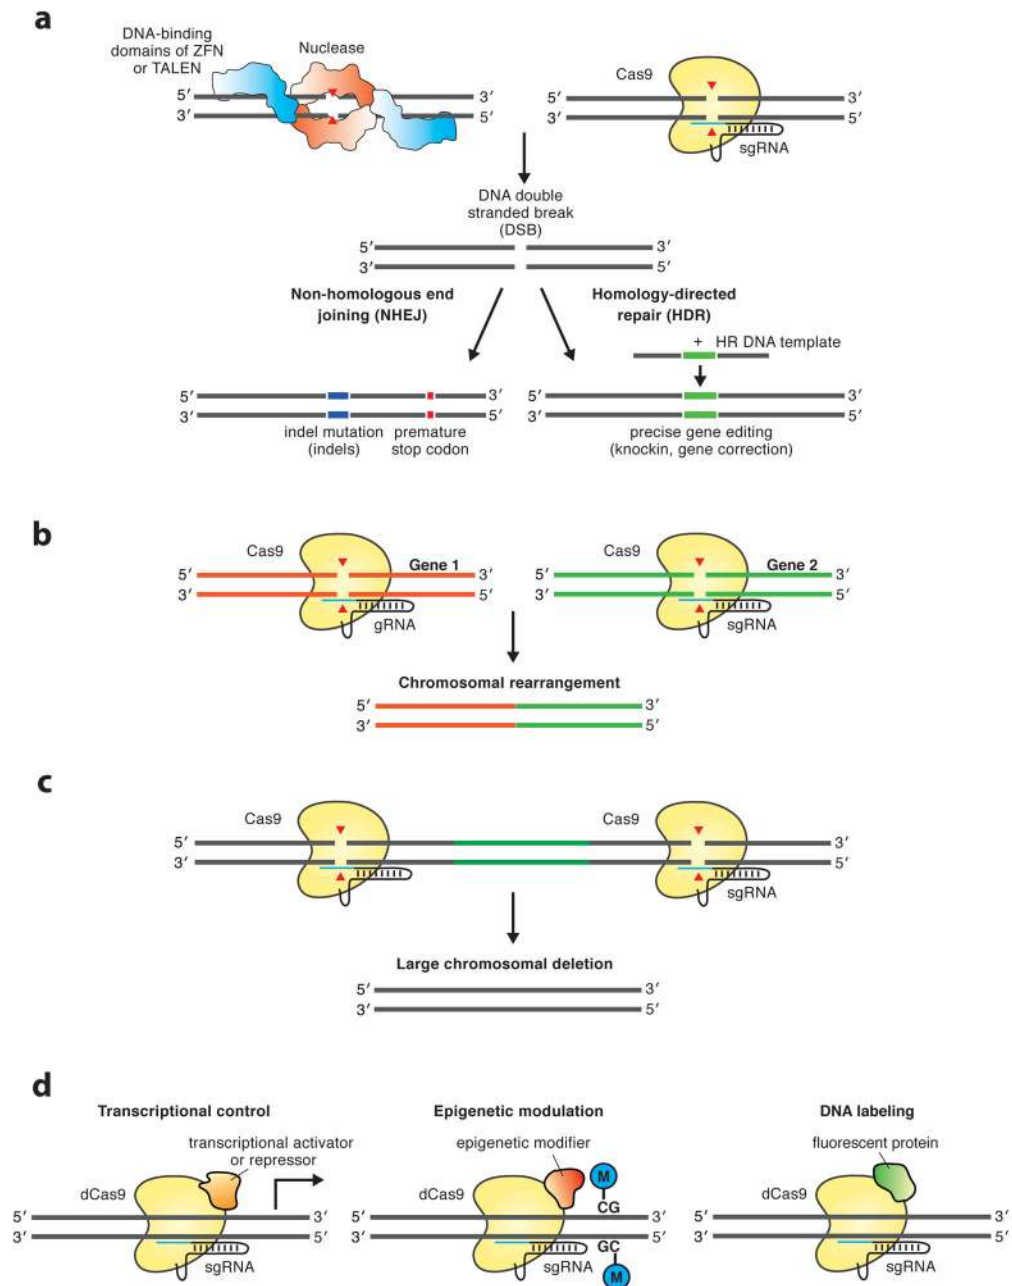 a
DNA-binding
domains of ZFN
or TALEN
Nuclease
5′ 3′
3′ 5′
Cas9
5′ 3′
3′ 5′
sgRNA
DNA double
stranded break
(DSB)
5′ 3′
3′ 5′
Non-homologous end
joining (NHEJ)
Homology-directed
repair (HDR)
+ HR DNA template
5′ 3′
3′ 5′
indel mutation
(indels)
premature
stop codon
5′ 3′
3′ 5′
precise gene editing
(knockin, gene correction)
b
Cas9
Gene 1
5′ 3′
3′ 5′
gRNA
Cas9
Gene 2
5′ 3′
3′ 5′
sgRNA
Chromosomal rearrangement
5′ 3′
3′ 5′
c
Cas9 Cas9
5′ 3′
3′ 5′
sgRNA
Large chromosomal deletion
5′ 3′
3′ 5′
d
Transcriptional control
transcriptional activator
or repressor
dCas9
5′ 3′
3′ 5′
sgRNA
Epigenetic modulation
epigenetic modifier
M
dCas9
CG
5′ 3′
3′ 5′
GC
sgRNA
M
DNA labeling
fluorescent protein
dCas9
5′ 3′
3′ 5′
sgRNA